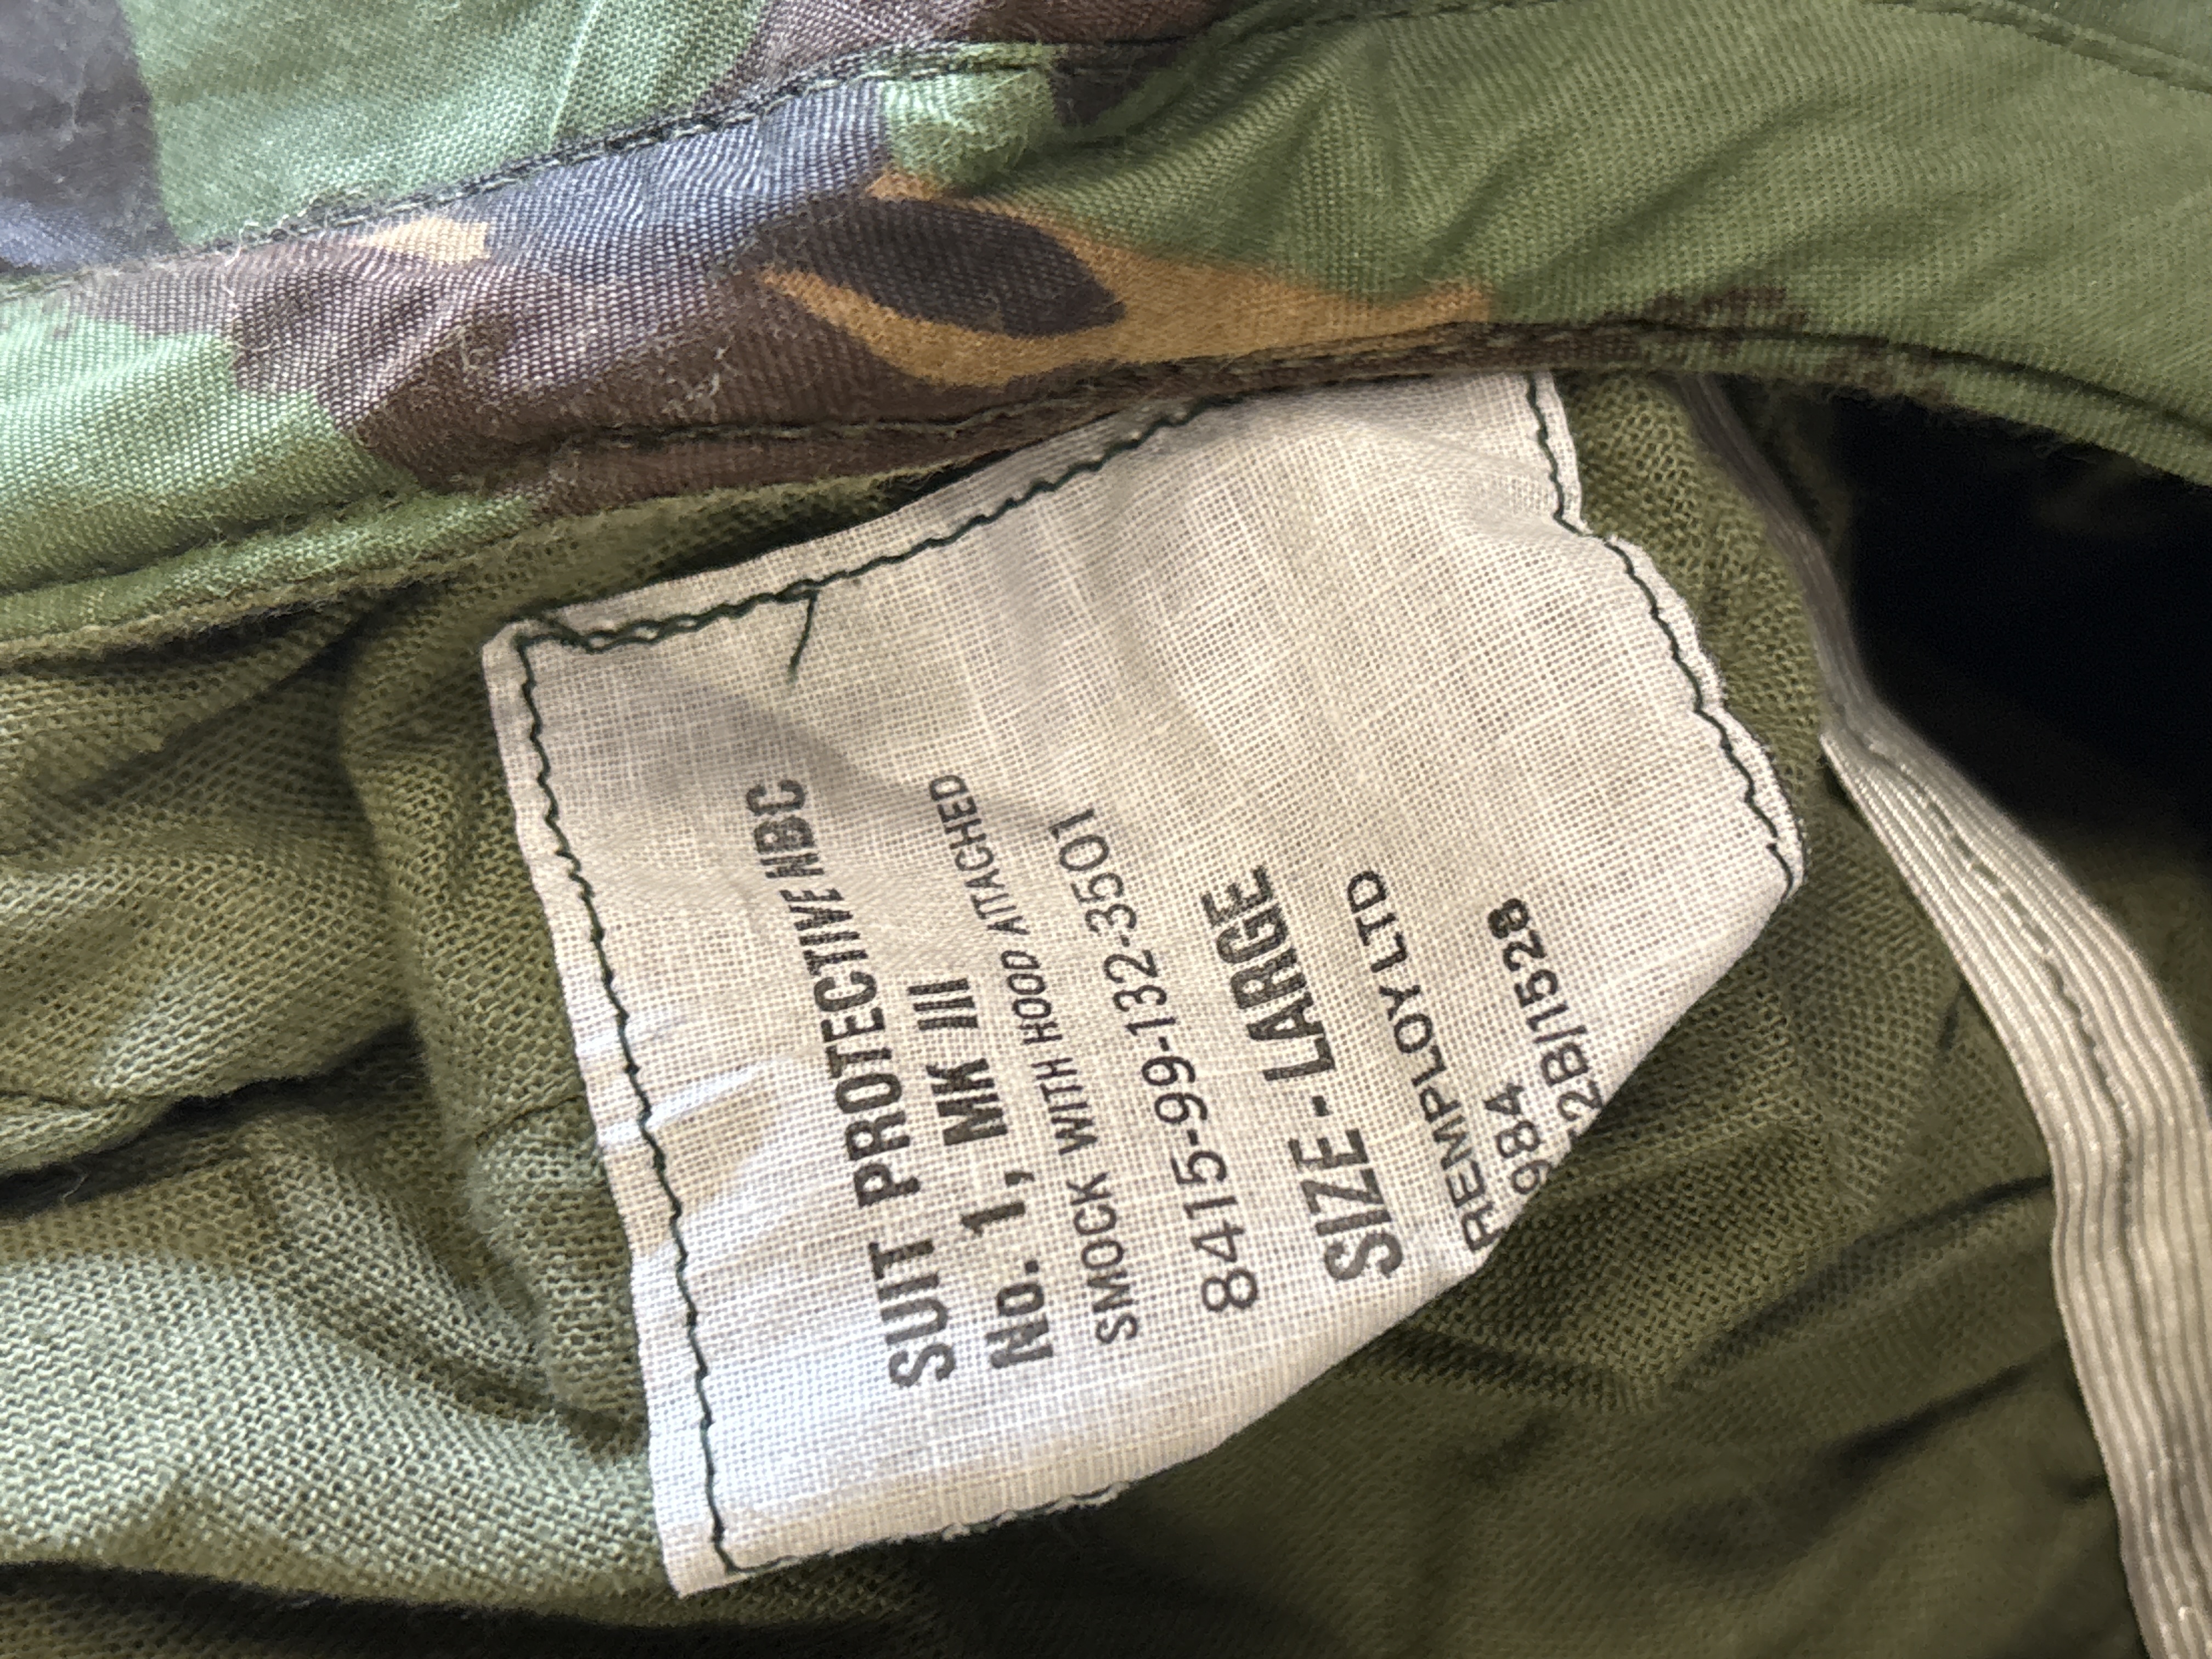 SUIT PROTECTIVE NBC
No. 1, MK III
SMOCK WITH HOOD ATTACHED
8415-99-132-3501
SIZE - LARGE
REMPLOY LTD
984
2B/1528